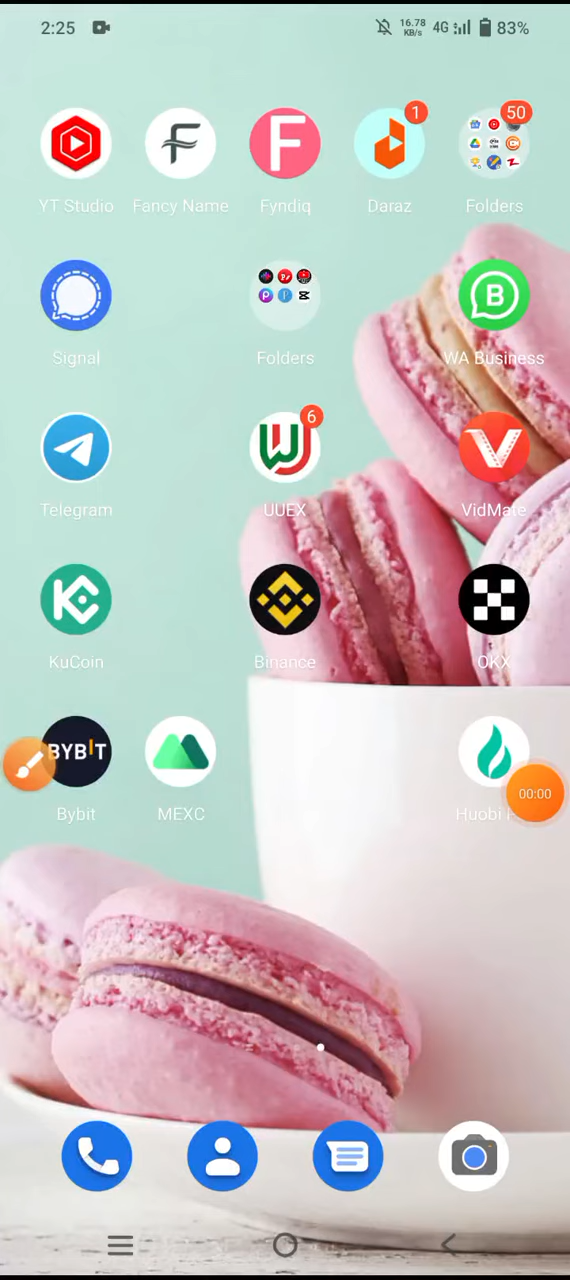 2:25 16.78 KB/s 4G 83%
1 50
YT Studio Fancy Name Fyndiq Daraz Folders
B
Signal Folders WA Business
6
Telegram UUEX VidMate
KuCoin Binance OKX
BYBIT
00:00
Bybit MEXC Huobi